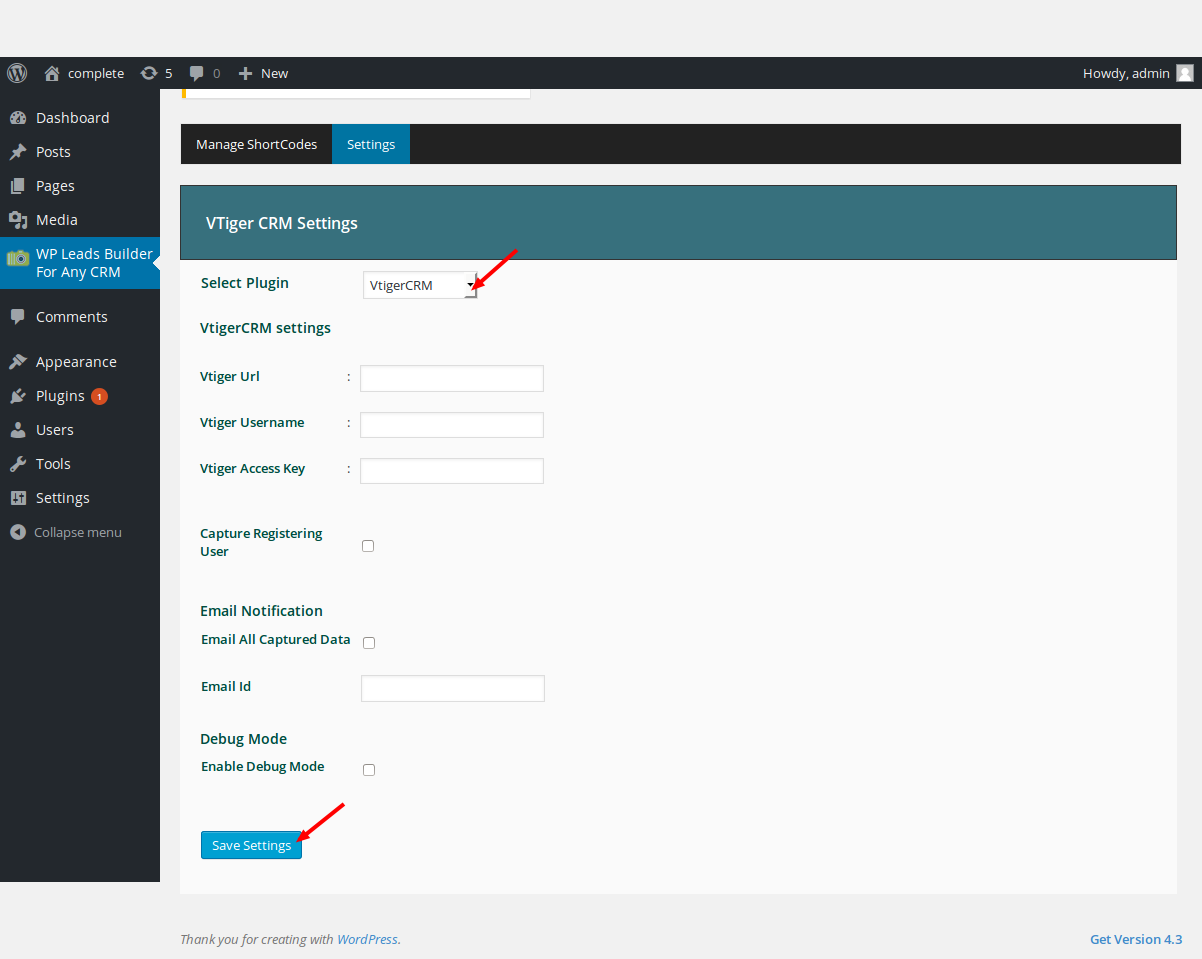 complete 5 0 New Howdy, admin
Dashboard
Posts
Pages
Media
WP Leads Builder
For Any CRM
Comments
Appearance
Plugins 1
Users
Tools
Settings
Collapse menu
Manage ShortCodes Settings
VTiger CRM Settings
Select Plugin VtigerCRM
VtigerCRM settings
Vtiger Url :
Vtiger Username :
Vtiger Access Key :
Capture Registering
User
Email Notification
Email All Captured Data
Email Id
Debug Mode
Enable Debug Mode
Save Settings
Thank you for creating with WordPress. Get Version 4.3